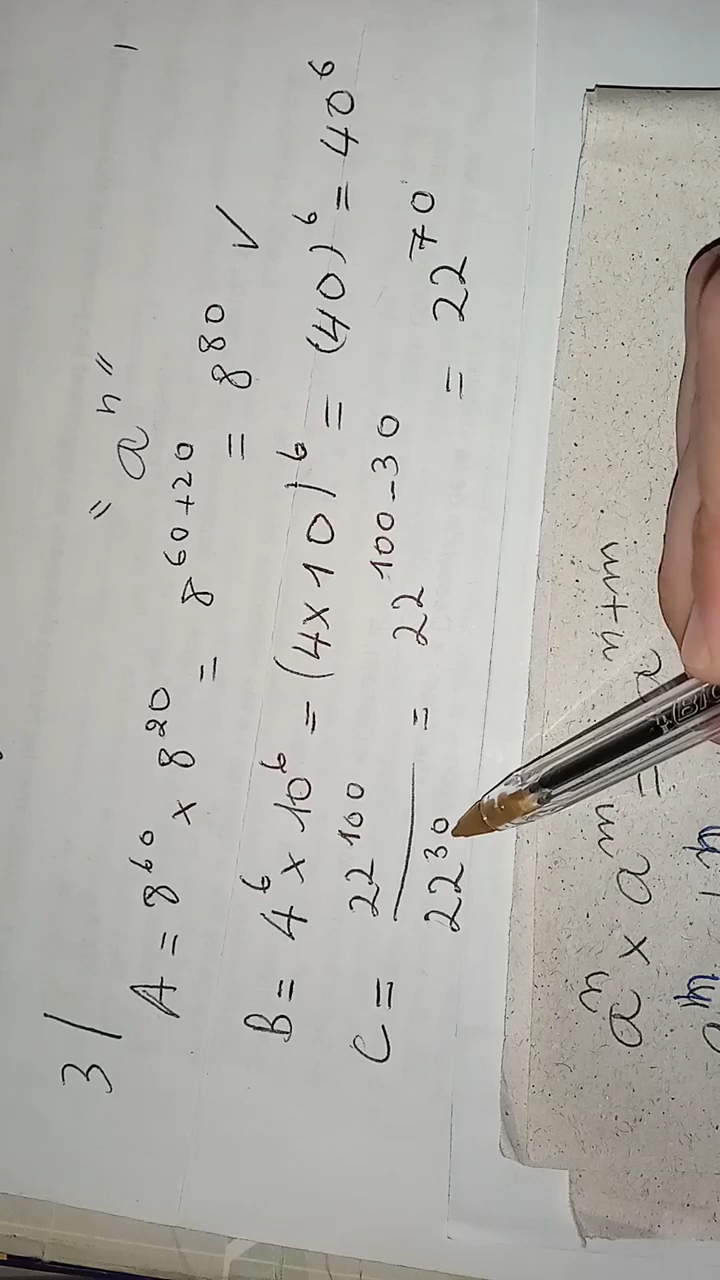 3/ "aⁿ"
A = 8⁶⁰ × 8²⁰ = 8⁶⁰⁺²⁰ = 8⁸⁰ ✓
B = 4⁶ × 10⁶ = (4×10)⁶ = (40)⁶ = 40⁶
C = 22¹⁰⁰ / 22³⁰ = 22¹⁰⁰⁻³⁰ = 22⁷⁰
aⁿ × aᵐ = aⁿ⁺ᵐ